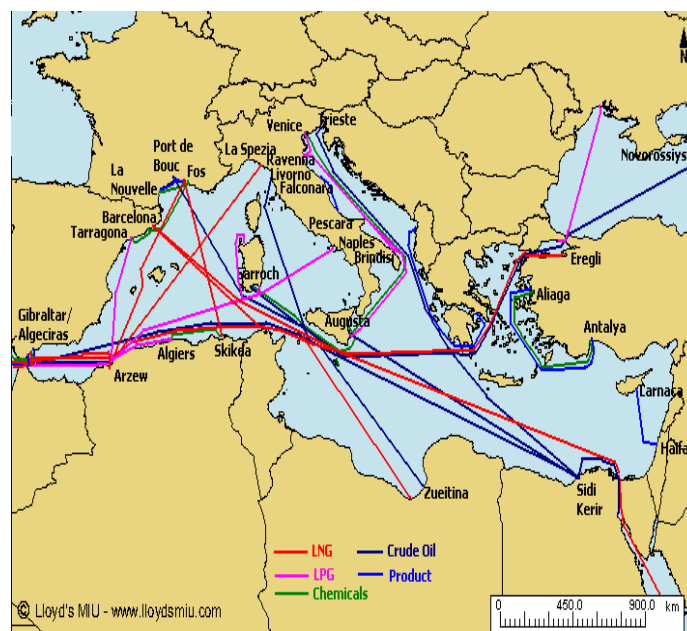 N
Venice
Trieste
Novorossiys
Port de
Bouc
La Spezia
Ravenna
La
Nouvelle
Fos
Livorno
Falconara
Barcelona
Tarragona
Pescara
Naples
Brindisi
Eregli
Sarroch
Aliaga
Gibraltar/
Algeciras
Augusta
Antalya
Algiers
Skikda
Arzew
Larnaca
Haifa
Zueitina
Sidi
Kerir
LNG
Crude Oil
LPG
Product
Chemicals
© Lloyd's MIU - www.lloydsmiu.com
0 450.0 900.0 km